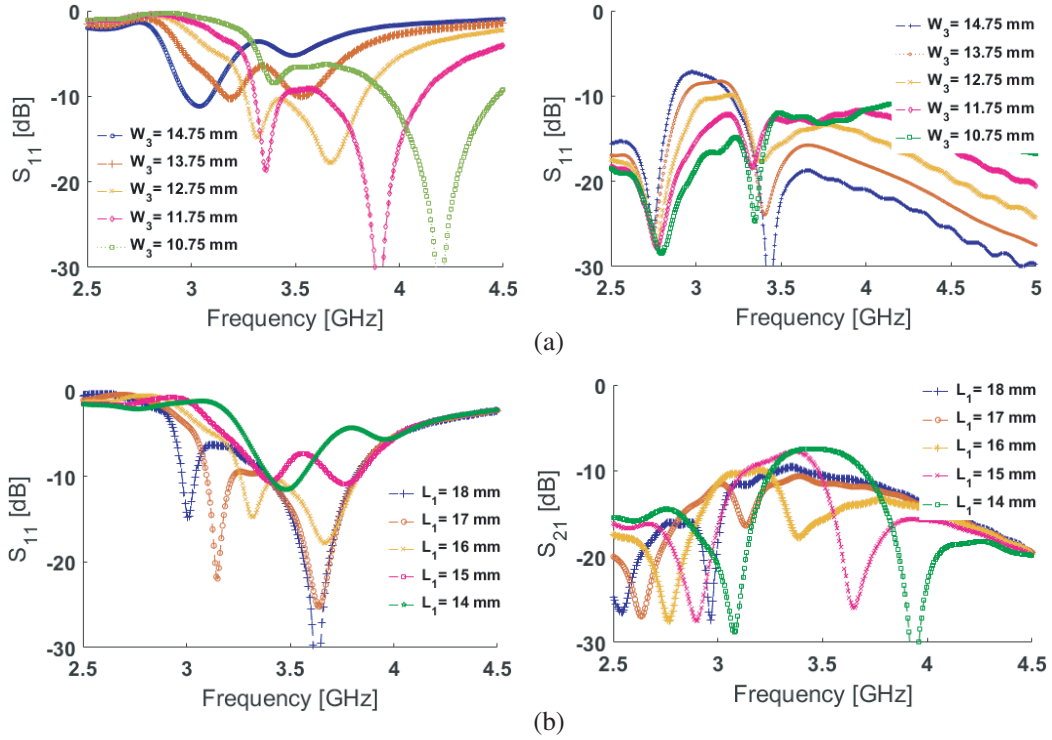 S11 [dB]
0
-10
-20
-30
2.5 3 3.5 4 4.5
Frequency [GHz]
W3 = 14.75 mm
W3 = 13.75 mm
W3 = 12.75 mm
W3 = 11.75 mm
W3 = 10.75 mm
S11 [dB]
0
-10
-20
-30
2.5 3 3.5 4 4.5 5
Frequency [GHz]
W3 = 14.75 mm
W3 = 13.75 mm
W3 = 12.75 mm
W3 = 11.75 mm
W3 = 10.75 mm
(a)
S11 [dB]
0
-10
-20
-30
2.5 3 3.5 4 4.5
Frequency [GHz]
L1= 18 mm
L1= 17 mm
L1= 16 mm
L1= 15 mm
L1= 14 mm
S21 [dB]
0
-10
-20
-30
2.5 3 3.5 4 4.5
Frequency [GHz]
L1= 18 mm
L1= 17 mm
L1= 16 mm
L1= 15 mm
L1= 14 mm
(b)